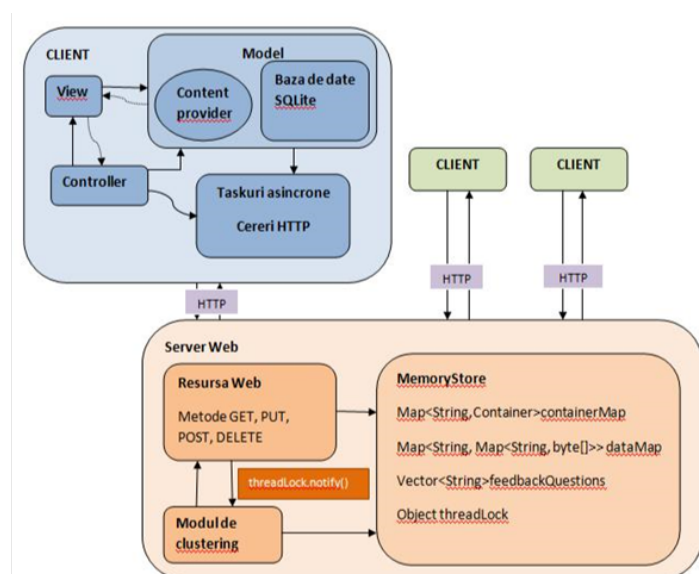 CLIENT
Model
View
Content
provider
Baza de date
SQLite
Controller
Taskuri asincrone
Cereri HTTP
CLIENT
CLIENT
HTTP
HTTP
HTTP
Server Web
Resursa Web
Metode GET, PUT,
POST, DELETE
MemoryStore
Map<String,Container>containerMap
Map<String, Map<String,byte[]>> dataMap
Vector<String>feedbackQuestions
Object threadLock
threadLock.notify()
Modul de
clustering